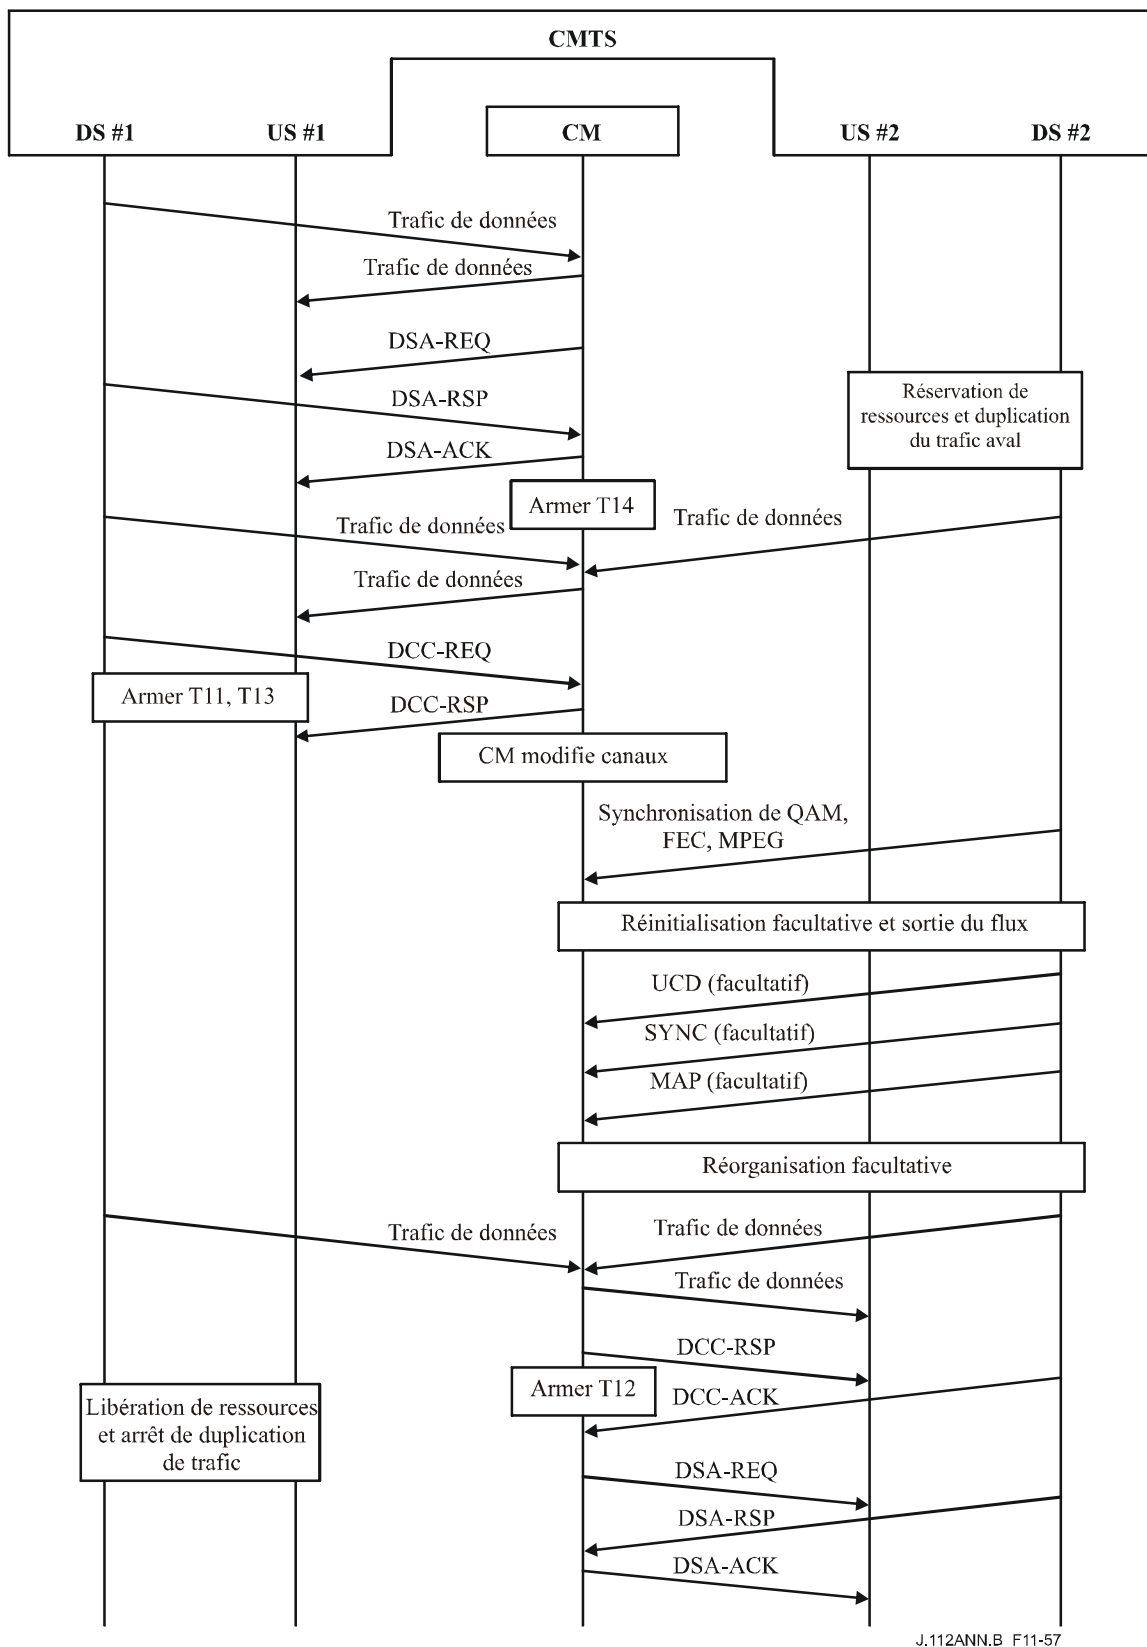 CMTS
DS #1
US #1
CM
US #2
DS #2
Trafic de données
Trafic de données
DSA-REQ
DSA-RSP
Réservation de
ressources et duplication
du trafic aval
DSA-ACK
Armer T14
Trafic de données
Trafic de données
Trafic de données
DCC-REQ
Armer T11, T13
DCC-RSP
CM modifie canaux
Synchronisation de QAM,
FEC, MPEG
Réinitialisation facultative et sortie du flux
UCD (facultatif)
SYNC (facultatif)
MAP (facultatif)
Réorganisation facultative
Trafic de données
Trafic de données
Trafic de données
DCC-RSP
Armer T12
DCC-ACK
Libération de ressources
et arrêt de duplication
de trafic
DSA-REQ
DSA-RSP
DSA-ACK
J.112ANN.B_F11-57